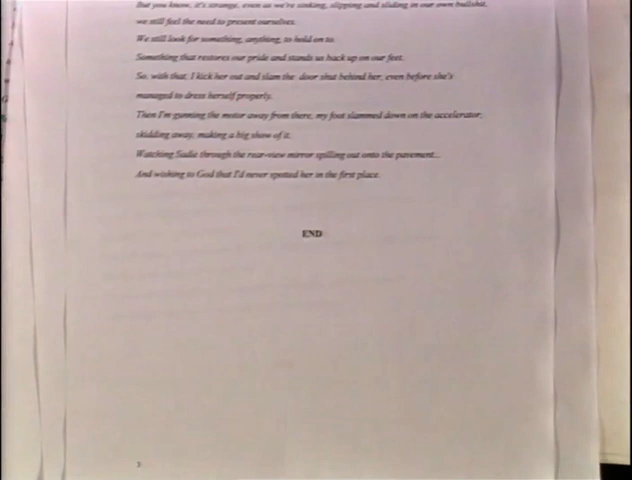 But you know, it's strange, even as we're sinking, slipping and sliding in our own bullshit,
we still feel the need to present ourselves.
We still look for something, anything, to hold on to.
Something that restores our pride and stands us back up on our feet.
So, with that, I kick her out and slam the door shut behind her, even before she's
managed to dress herself properly.
Then I'm gunning the motor away from there, my foot slammed down on the accelerator,
skidding away, making a big show of it.
Watching Sadie through the rear-view mirror spilling out onto the pavement...
And wishing to God that I'd never spotted her in the first place.
END